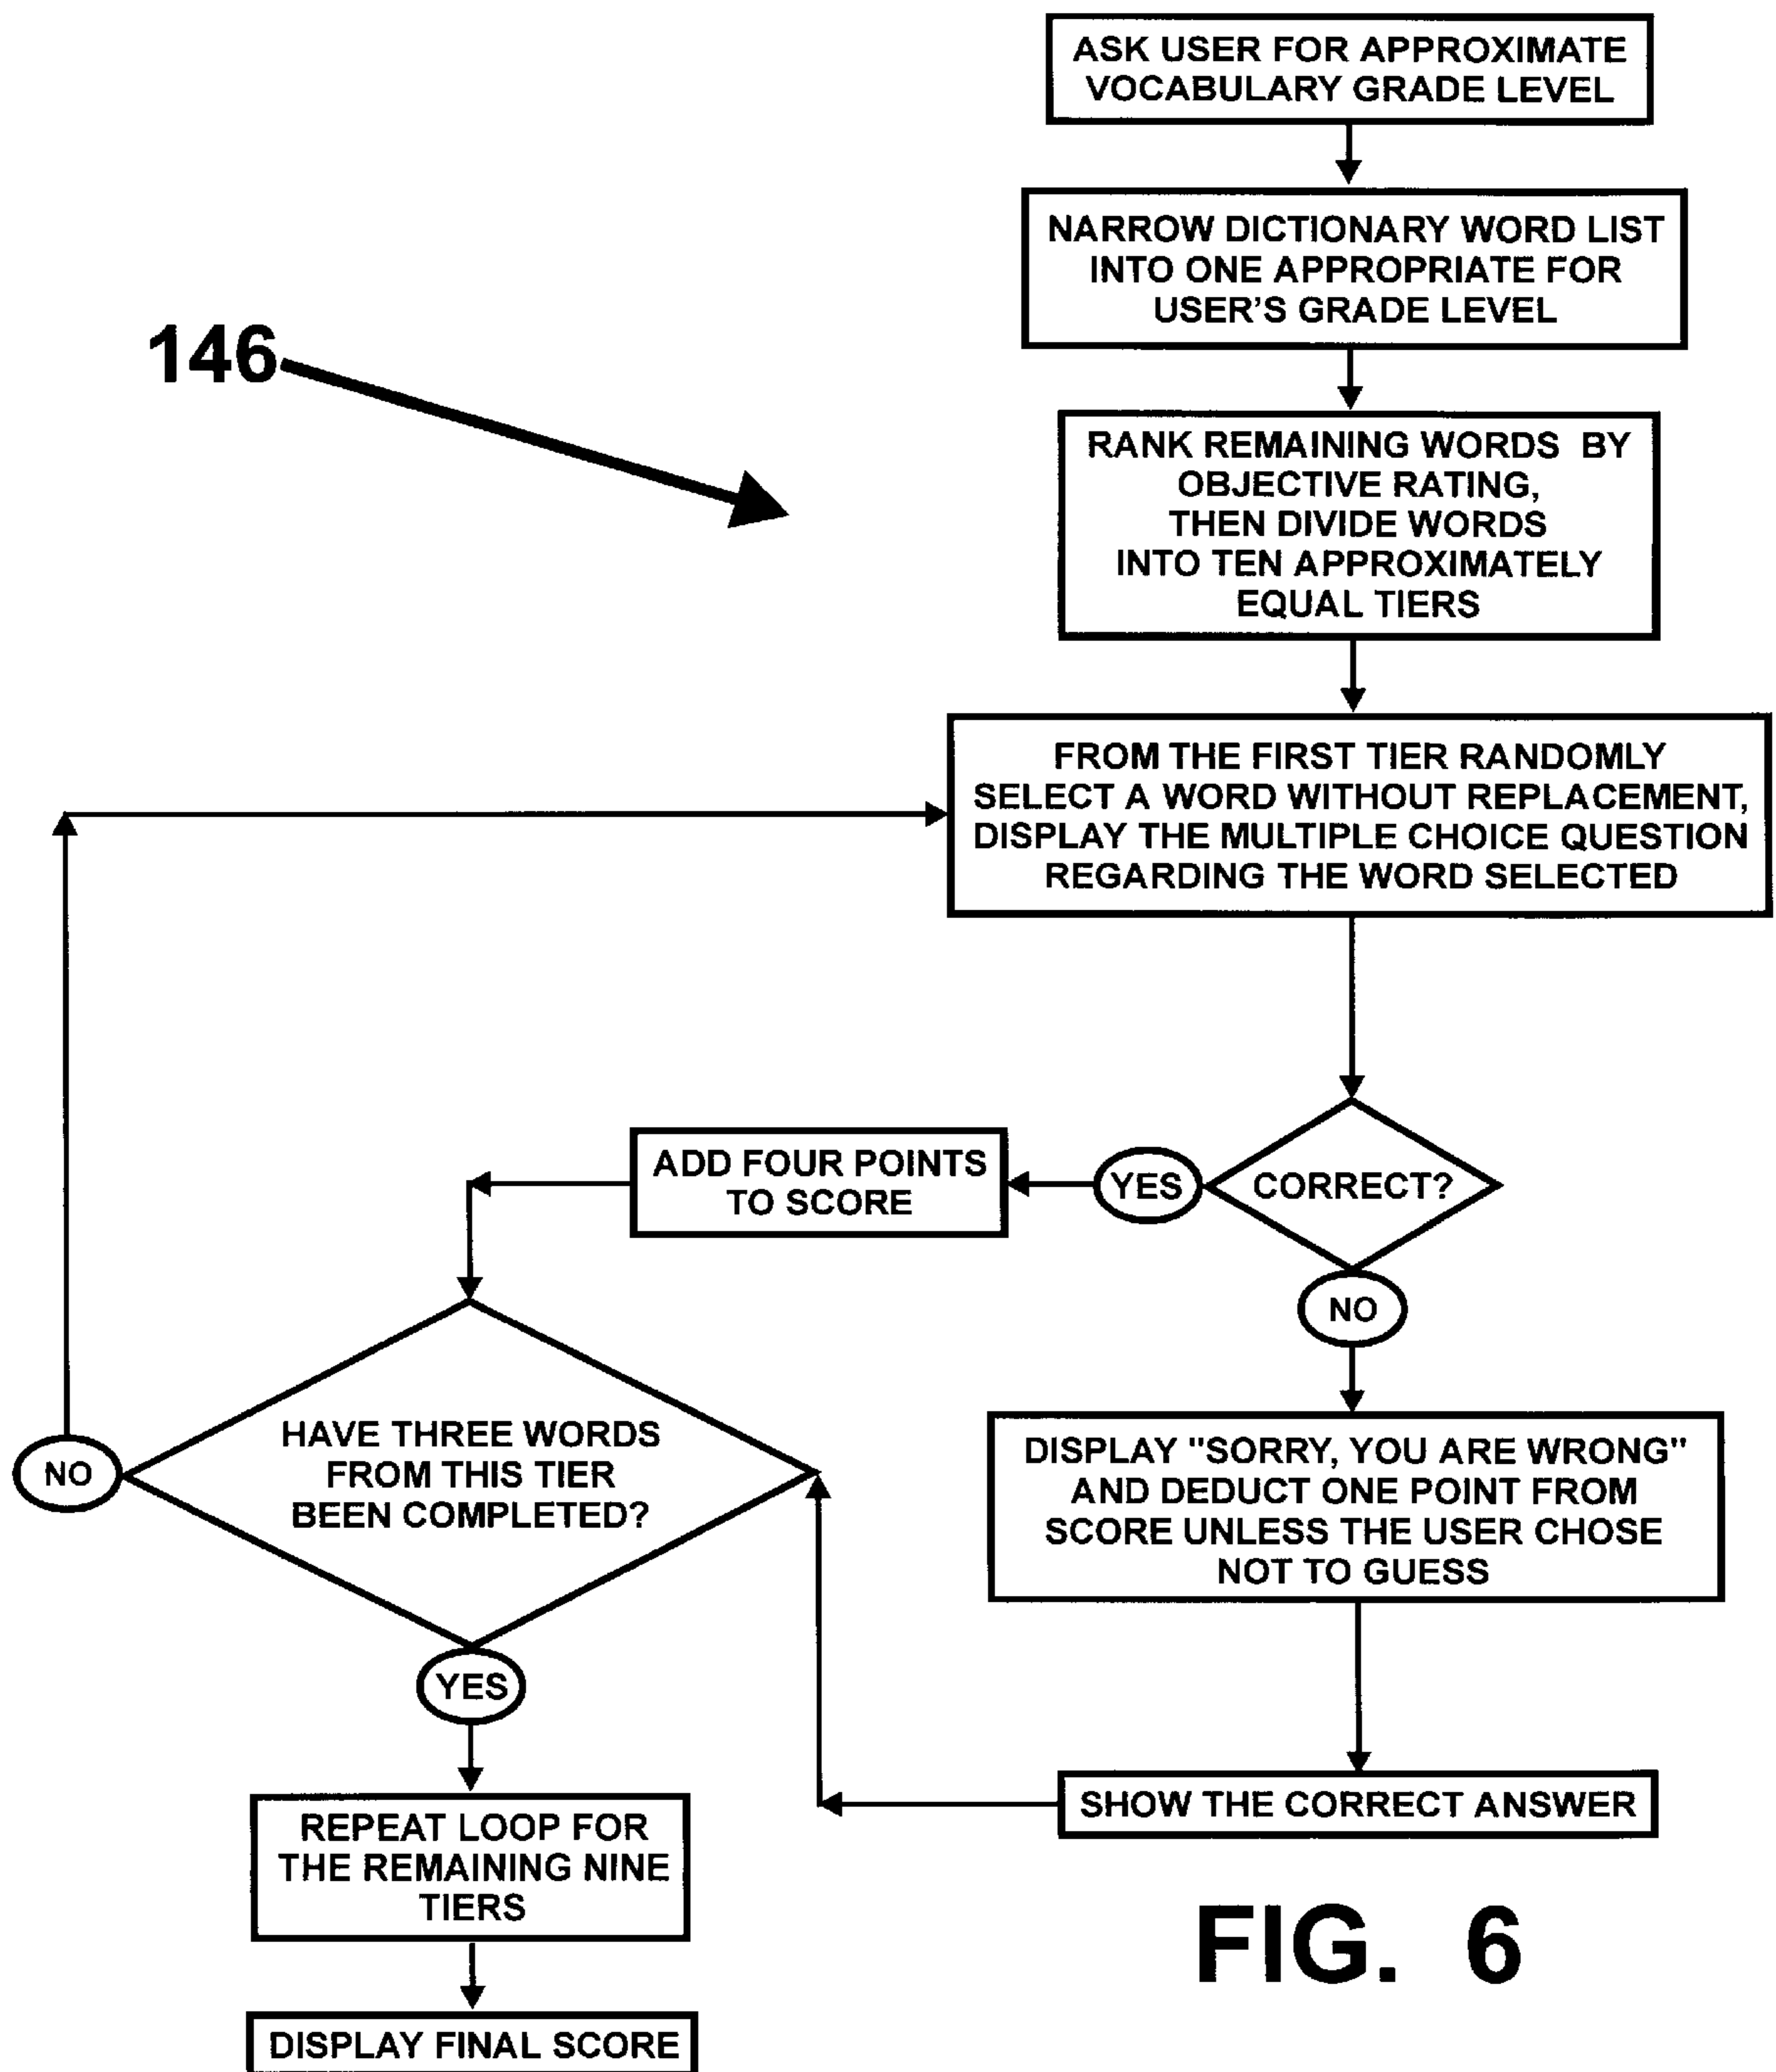 ASK USER FOR APPROXIMATE
VOCABULARY GRADE LEVEL
NARROW DICTIONARY WORD LIST
INTO ONE APPROPRIATE FOR
USER'S GRADE LEVEL
146
RANK REMAINING WORDS BY
OBJECTIVE RATING,
THEN DIVIDE WORDS
INTO TEN APPROXIMATELY
EQUAL TIERS
FROM THE FIRST TIER RANDOMLY
SELECT A WORD WITHOUT REPLACEMENT,
DISPLAY THE MULTIPLE CHOICE QUESTION
REGARDING THE WORD SELECTED
CORRECT?
YES
ADD FOUR POINTS
TO SCORE
NO
DISPLAY "SORRY, YOU ARE WRONG"
AND DEDUCT ONE POINT FROM
SCORE UNLESS THE USER CHOSE
NOT TO GUESS
SHOW THE CORRECT ANSWER
HAVE THREE WORDS
FROM THIS TIER
BEEN COMPLETED?
NO
YES
REPEAT LOOP FOR
THE REMAINING NINE
TIERS
DISPLAY FINAL SCORE
FIG. 6